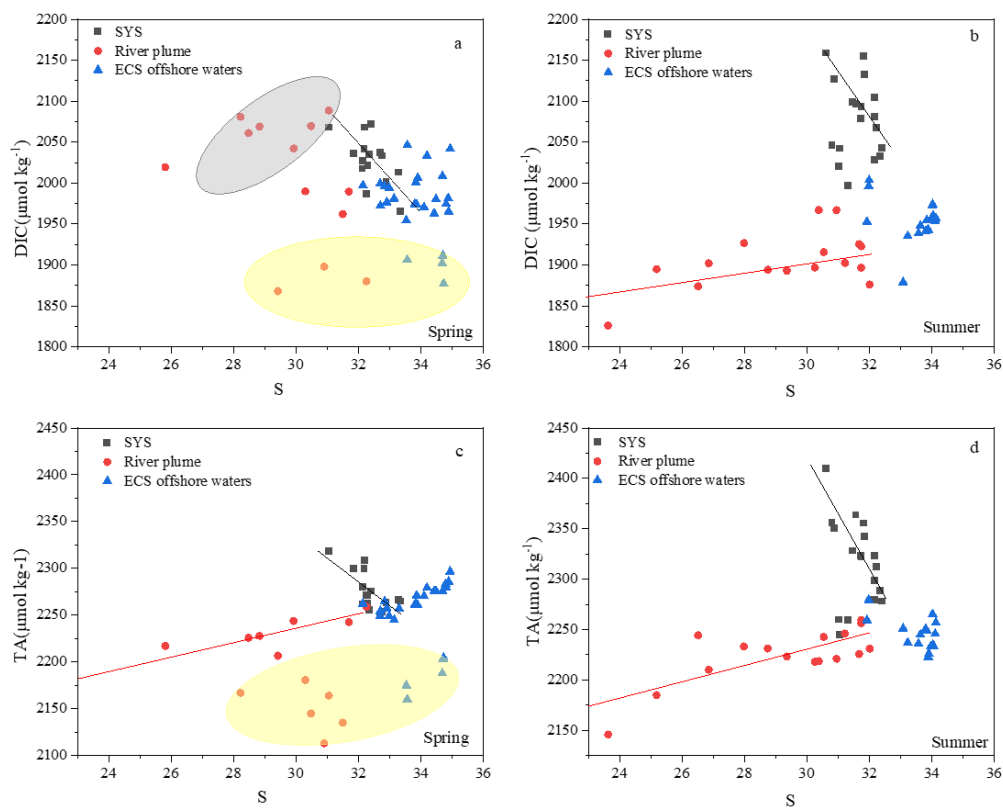 2200
2150
2100
2050
2000
1950
1900
1850
1800
DIC (μmol kg-1)
SYS
River plume
ECS offshore waters
a
Spring
24 26 28 30 32 34 36
S
2200
2150
2100
2050
2000
1950
1900
1850
1800
DIC (μmol kg-1)
SYS
River plume
ECS offshore waters
b
Summer
24 26 28 30 32 34 36
S
2450
2400
2350
2300
2250
2200
2150
2100
TA(μmol kg-1)
SYS
River plume
ECS offshore waters
c
Spring
24 26 28 30 32 34 36
S
2450
2400
2350
2300
2250
2200
2150
TA(μmol kg-1)
SYS
River plume
ECS offshore waters
d
Summer
24 26 28 30 32 34 36
S